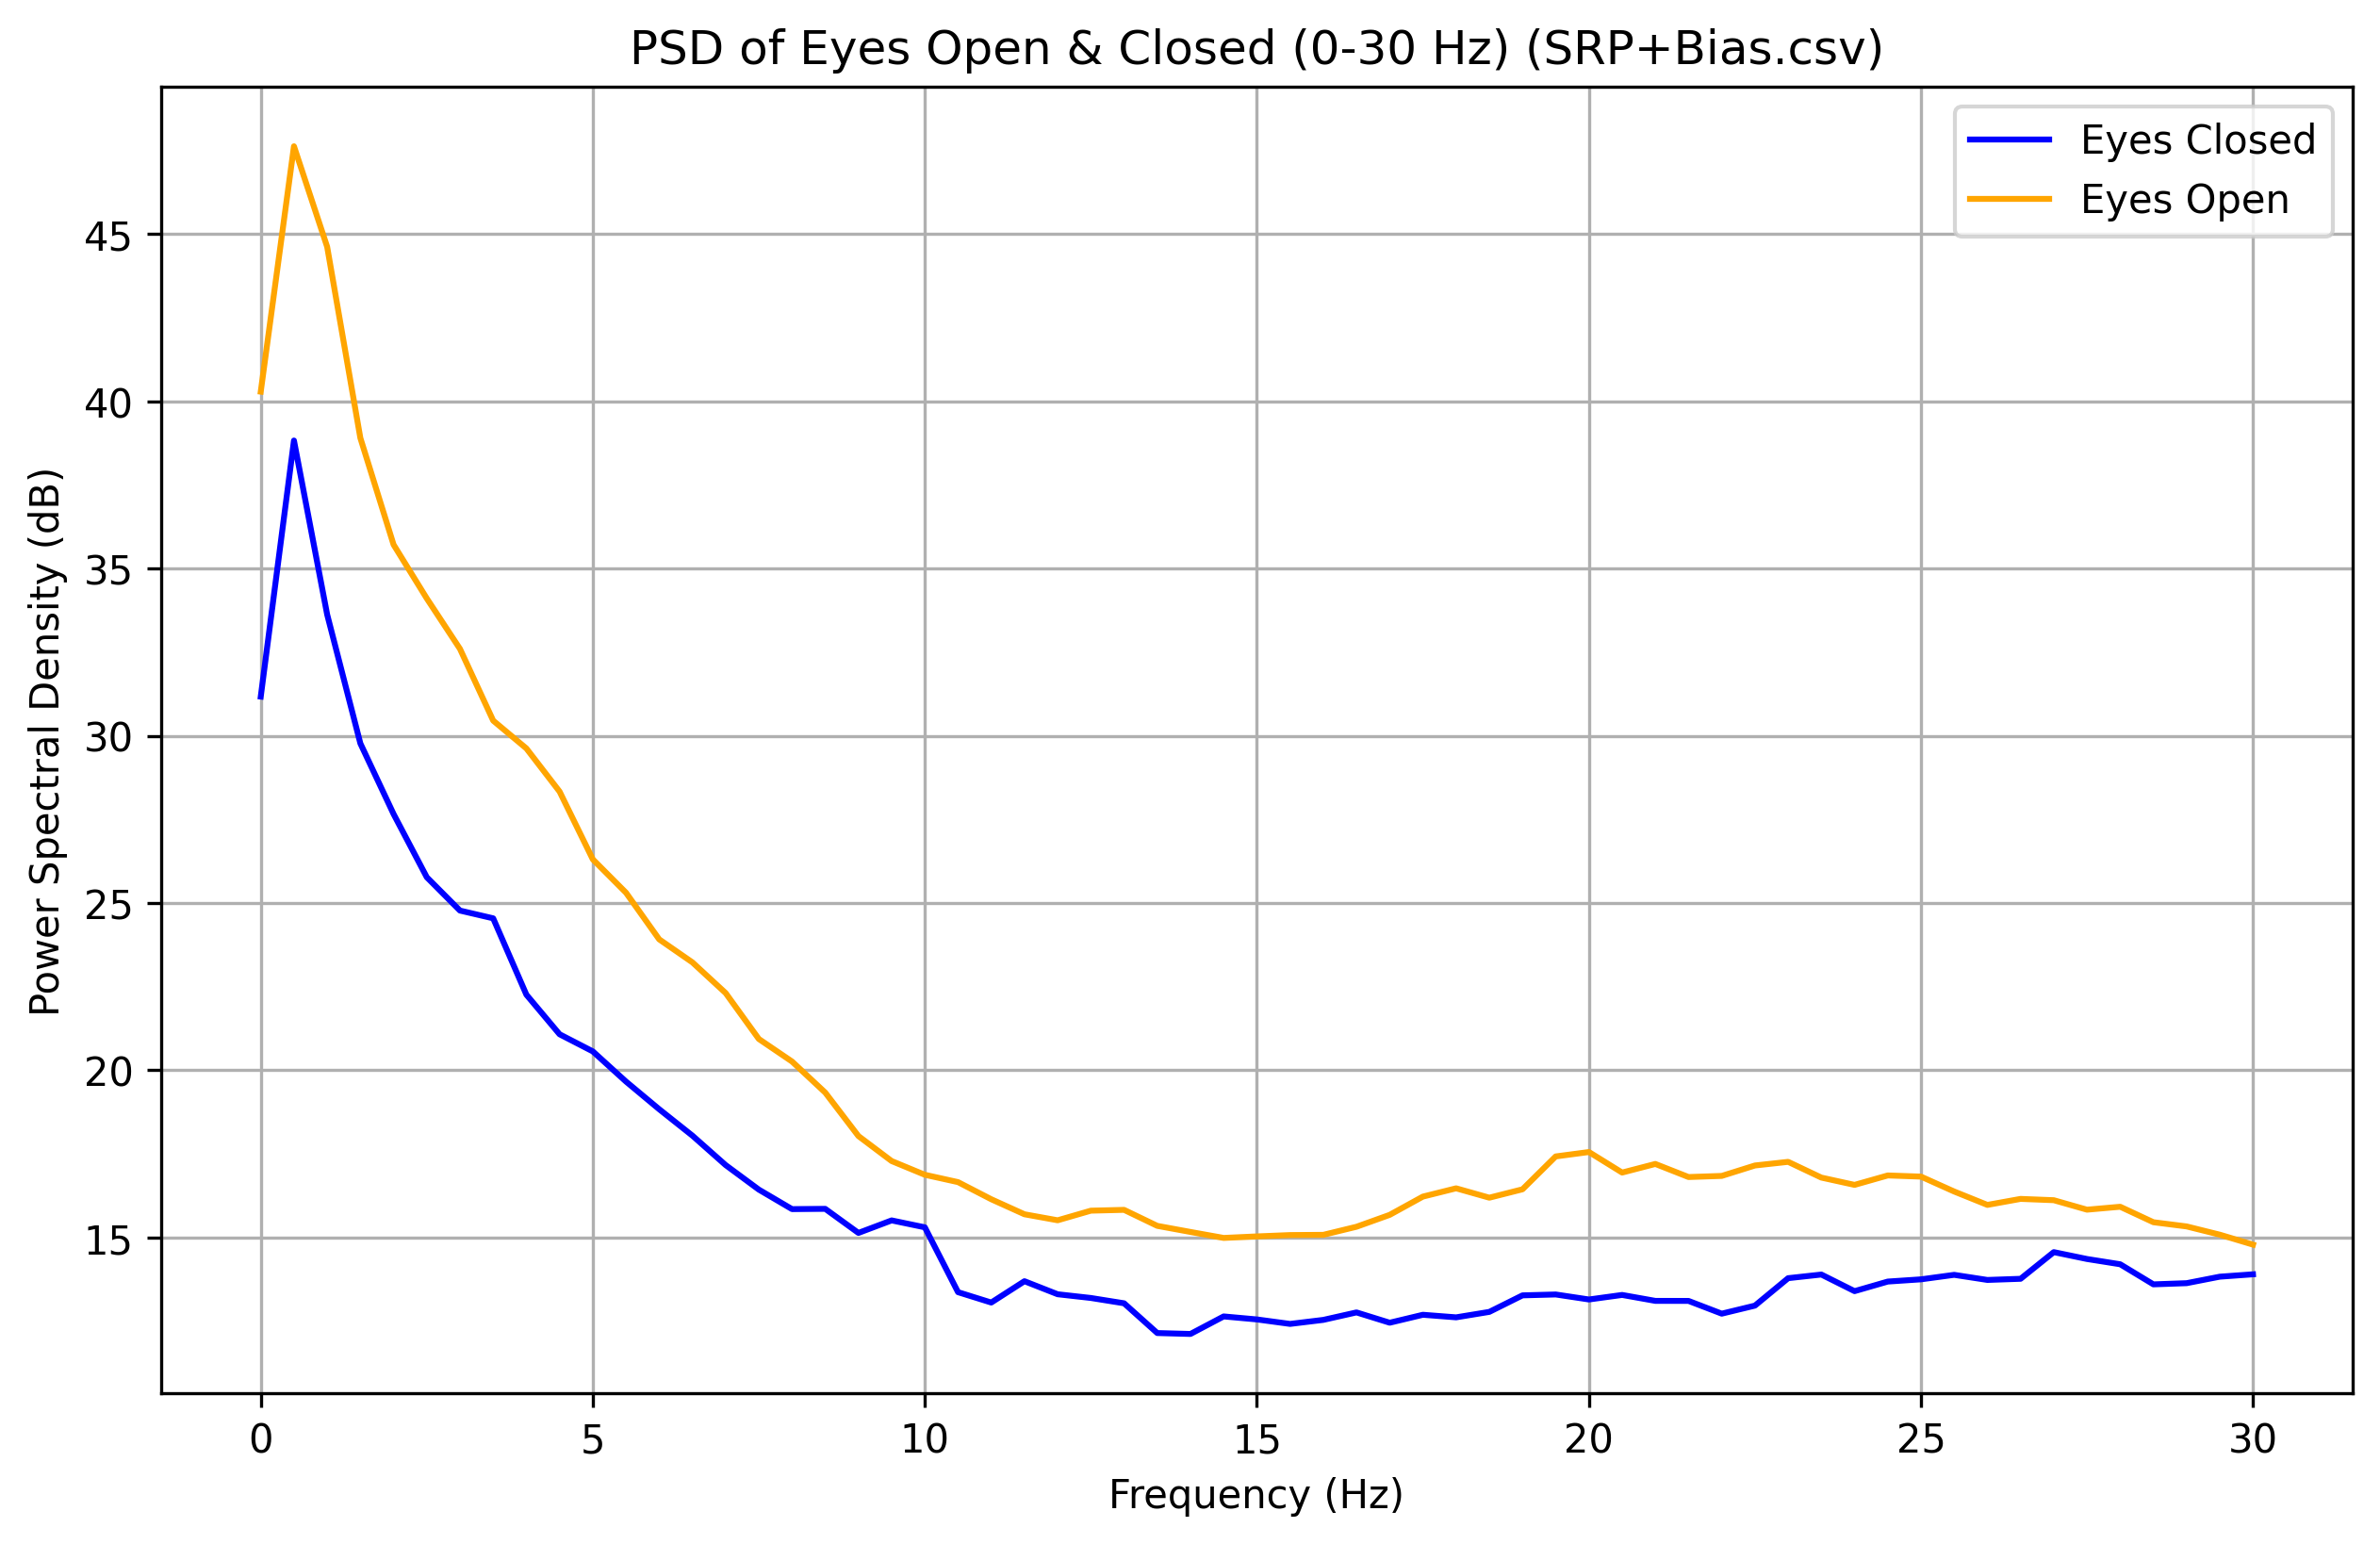 PSD of Eyes Open & Closed (0-30 Hz) (SRP+Bias.csv)
Eyes Closed
Eyes Open
Power Spectral Density (dB)
45
40
35
30
25
20
15
0 5 10 15 20 25 30
Frequency (Hz)